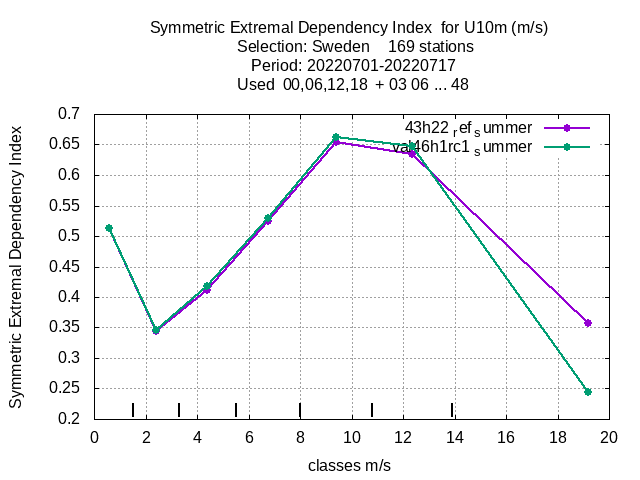 Symmetric Extremal Dependency Index for U10m (m/s)
Selection: Sweden 169 stations
Period: 20220701-20220717
Used 00,06,12,18 + 03 06 ... 48
43h22 ref summer
val46h1rc1 summer
Symmetric Extremal Dependency Index
0.7
0.65
0.6
0.55
0.5
0.45
0.4
0.35
0.3
0.25
0.2
0 2 4 6 8 10 12 14 16 18 20
classes m/s